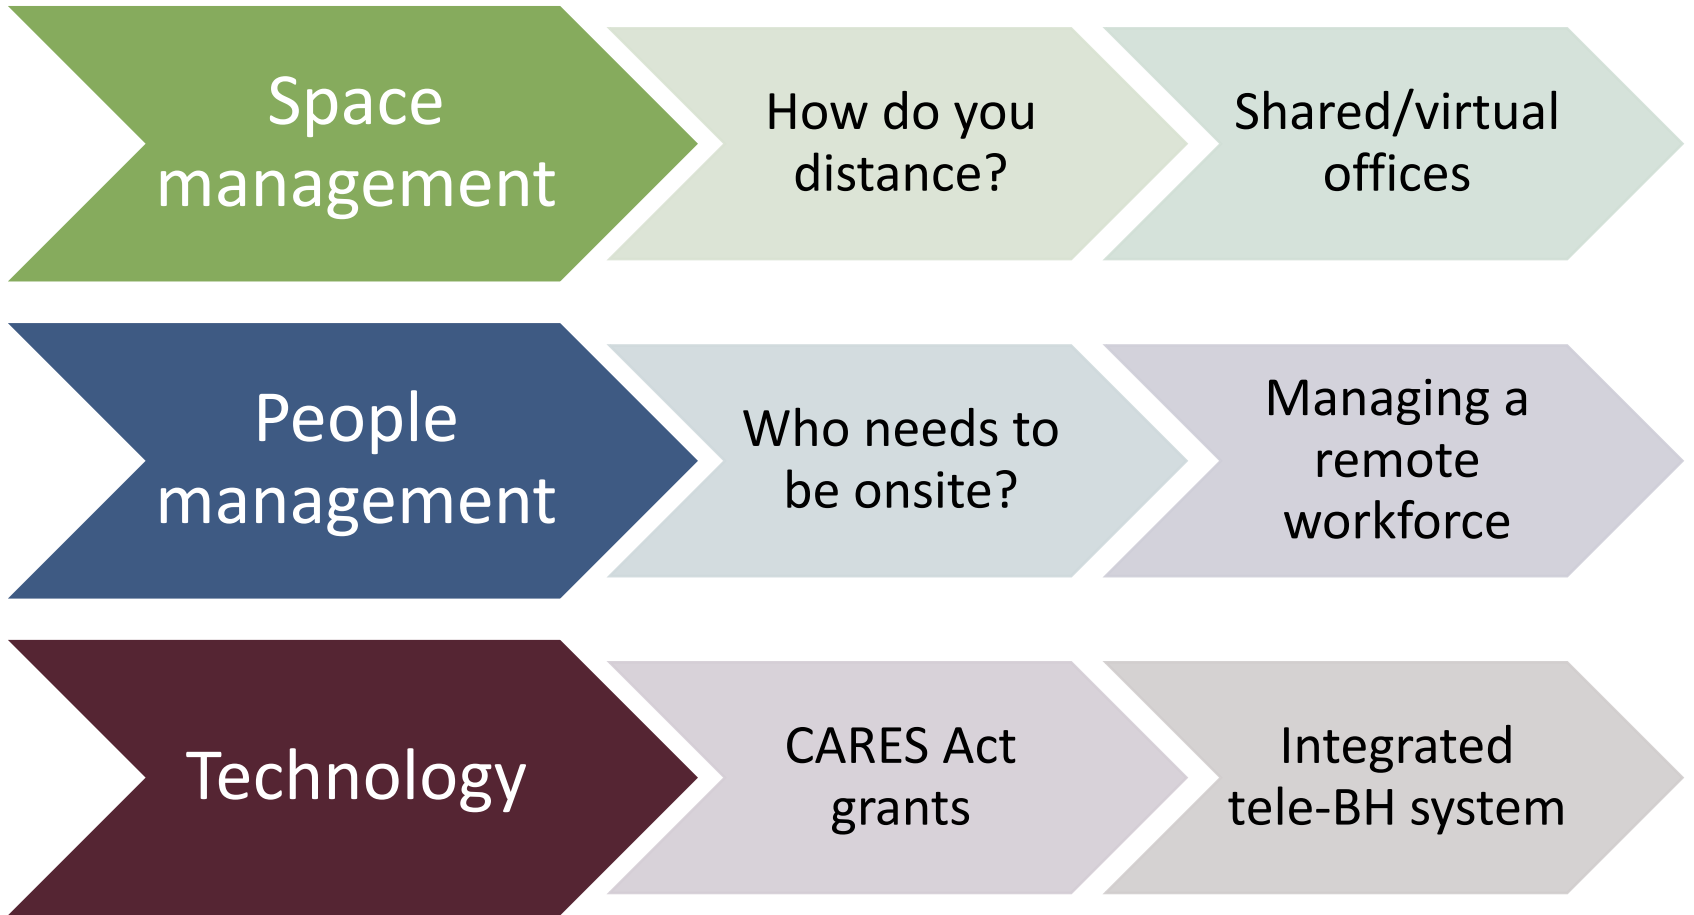 Space
management
How do you
distance?
Shared/virtual
offices
People
management
Who needs to
be onsite?
Managing a
remote
workforce
Technology
CARES Act
grants
Integrated
tele-BH system